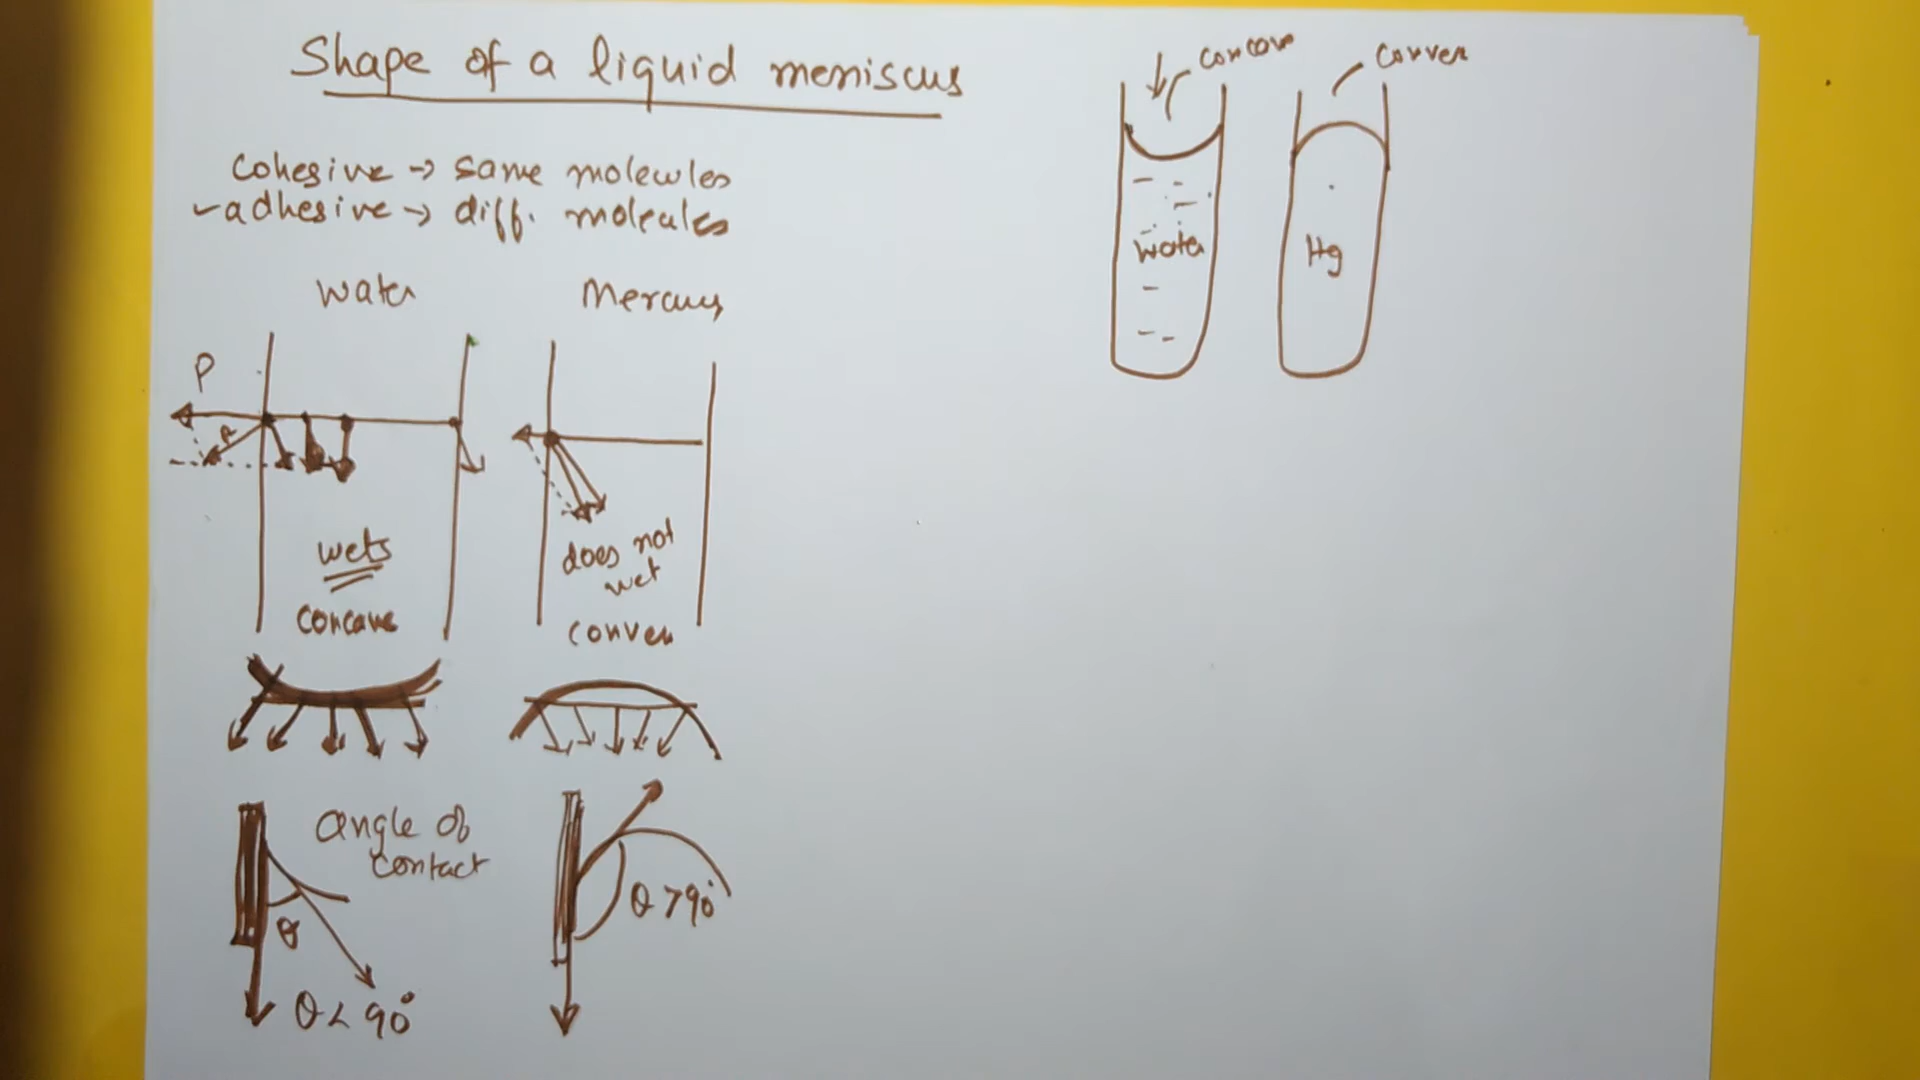 Shape of a liquid meniscus
concave
convex
cohesive → same molecules
adhesive → diff. molecules
water
Hg
water
Mercury
P
R
wets
does not
wet
concave
convex
angle of
contact
θ
θ > 90°
θ < 90°